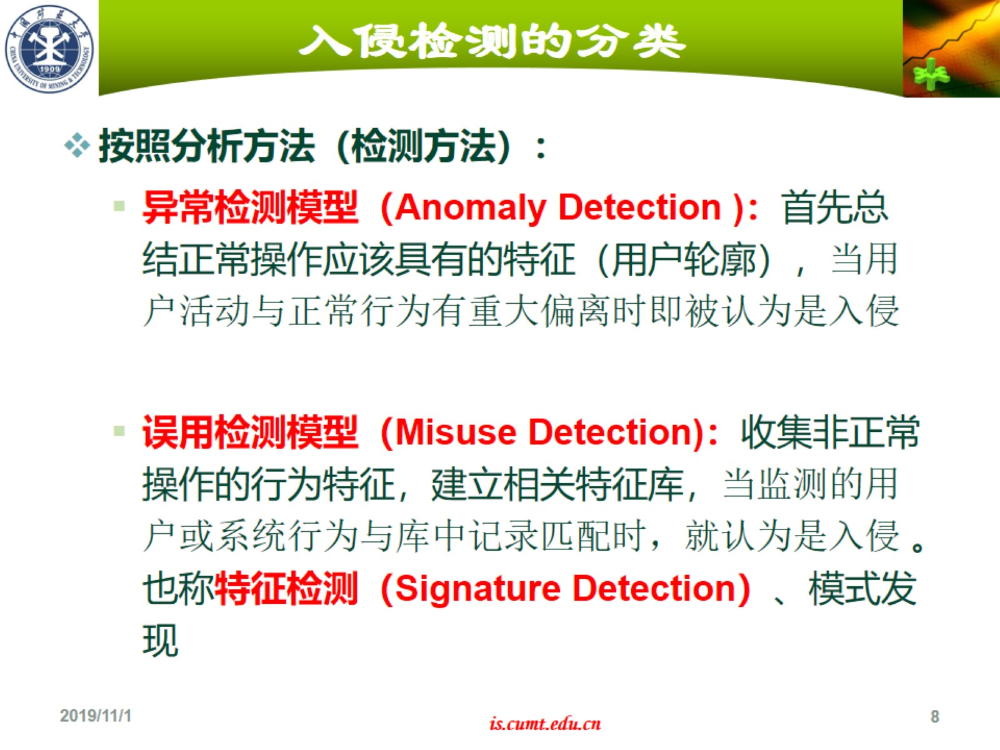 中国矿业大学
CHINA UNIVERSITY OF MINING & TECHNOLOGY
1909
入侵检测的分类
按照分析方法（检测方法）：
异常检测模型（Anomaly Detection ）：首先总
结正常操作应该具有的特征（用户轮廓），当用
户活动与正常行为有重大偏离时即被认为是入侵
误用检测模型（Misuse Detection)：收集非正常
操作的行为特征，建立相关特征库，当监测的用
户或系统行为与库中记录匹配时，就认为是入侵 。
也称特征检测（Signature Detection）、模式发
现
2019/11/1
is.cumt.edu.cn
8